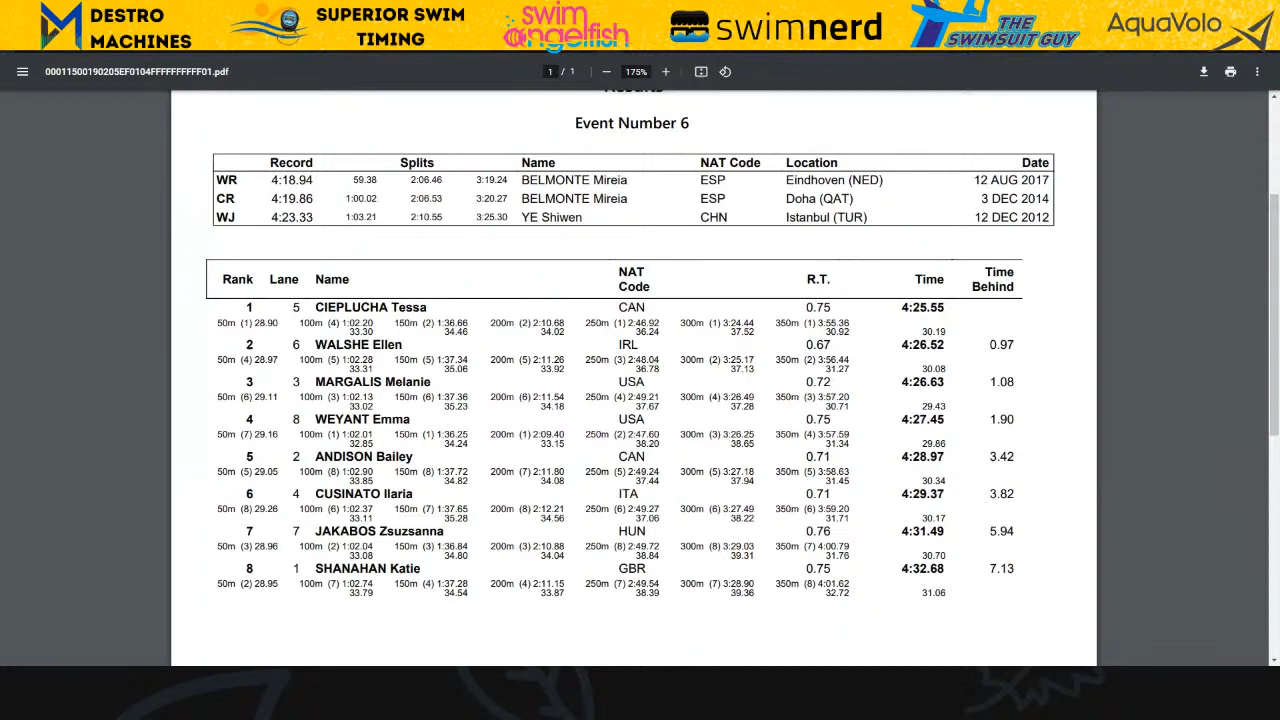 DESTRO
MACHINES
SUPERIOR SWIM
TIMING
swim
angelfish
swimnerd
THE
SWIMSUIT GUY
AquaVolo
00011500190205EF0104FFFFFFFFFF01.pdf
1 / 1
175%
Results
Event Number 6
Record Splits Name NAT Code Location Date
WR 4:18.94 59.38 2:06.46 3:19.24 BELMONTE Mireia ESP Eindhoven (NED) 12 AUG 2017
CR 4:19.86 1:00.02 2:06.53 3:20.27 BELMONTE Mireia ESP Doha (QAT) 3 DEC 2014
WJ 4:23.33 1:03.21 2:10.55 3:25.30 YE Shiwen CHN Istanbul (TUR) 12 DEC 2012
Rank Lane Name NAT Code R.T. Time Time Behind
1 5 CIEPLUCHA Tessa CAN 0.75 4:25.55
50m (1) 28.90 100m (4) 1:02.20 150m (2) 1:36.66 200m (2) 2:10.68 250m (1) 2:46.92 300m (1) 3:24.44 350m (1) 3:55.36
33.30 34.46 34.02 36.24 37.52 30.92 30.19
2 6 WALSHE Ellen IRL 0.67 4:26.52 0.97
50m (4) 28.97 100m (5) 1:02.28 150m (5) 1:37.34 200m (5) 2:11.26 250m (3) 2:48.04 300m (2) 3:25.17 350m (2) 3:56.44
33.31 35.06 33.92 36.78 37.13 31.27 30.08
3 3 MARGALIS Melanie USA 0.72 4:26.63 1.08
50m (6) 29.11 100m (3) 1:02.13 150m (6) 1:37.36 200m (6) 2:11.54 250m (4) 2:49.21 300m (4) 3:26.49 350m (3) 3:57.20
33.02 35.23 34.18 37.67 37.28 30.71 29.43
4 8 WEYANT Emma USA 0.75 4:27.45 1.90
50m (7) 29.16 100m (1) 1:02.01 150m (1) 1:36.25 200m (1) 2:09.40 250m (2) 2:47.60 300m (3) 3:26.25 350m (4) 3:57.59
32.85 34.24 33.15 38.20 38.65 31.34 29.86
5 2 ANDISON Bailey CAN 0.71 4:28.97 3.42
50m (5) 29.05 100m (8) 1:02.90 150m (8) 1:37.72 200m (7) 2:11.80 250m (5) 2:49.24 300m (5) 3:27.18 350m (5) 3:58.63
33.85 34.82 34.08 37.44 37.94 31.45 30.34
6 4 CUSINATO Ilaria ITA 0.71 4:29.37 3.82
50m (8) 29.26 100m (6) 1:02.37 150m (7) 1:37.65 200m (8) 2:12.21 250m (6) 2:49.27 300m (6) 3:27.49 350m (6) 3:59.20
33.11 35.28 34.56 37.06 38.22 31.71 30.17
7 7 JAKABOS Zsuzsanna HUN 0.76 4:31.49 5.94
50m (3) 28.96 100m (2) 1:02.04 150m (3) 1:36.84 200m (3) 2:10.88 250m (8) 2:49.72 300m (8) 3:29.03 350m (7) 4:00.79
33.08 34.80 34.04 38.84 39.31 31.76 30.70
8 1 SHANAHAN Katie GBR 0.75 4:32.68 7.13
50m (2) 28.95 100m (7) 1:02.74 150m (4) 1:37.28 200m (4) 2:11.15 250m (7) 2:49.54 300m (7) 3:28.90 350m (8) 4:01.62
33.79 34.54 33.87 38.39 39.36 32.72 31.06